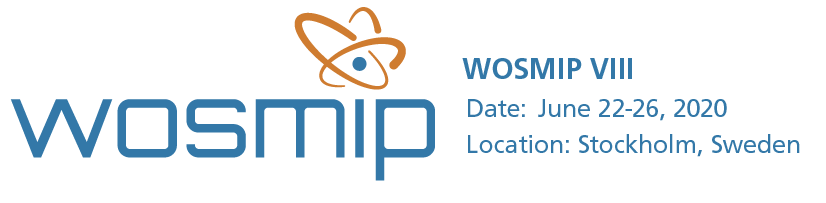 wosmip
WOSMIP VIII
Date: June 22-26, 2020
Location: Stockholm, Sweden